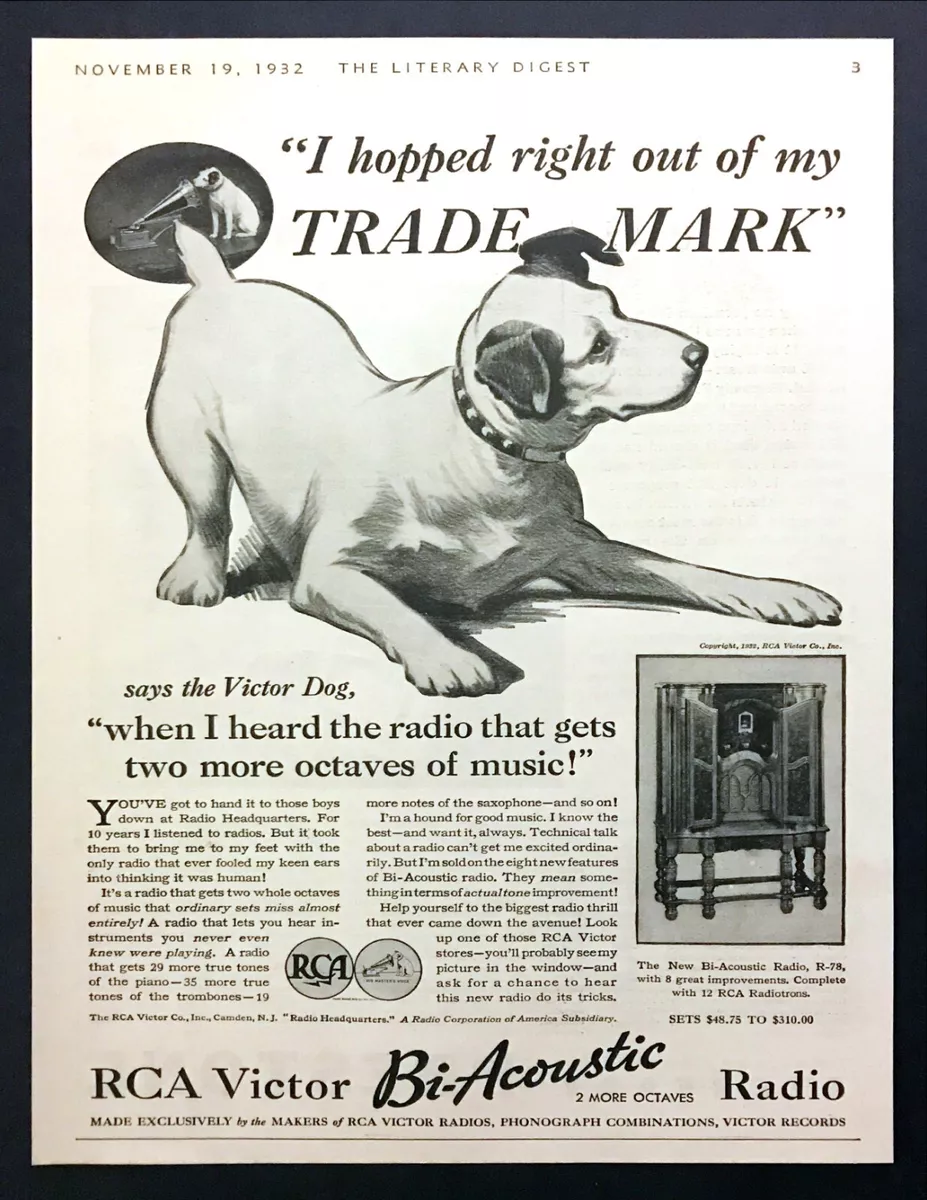 NOVEMBER 19, 1932 THE LITERARY DIGEST 3
“I hopped right out of my
TRADE MARK”
Copyright, 1932, RCA Victor Co., Inc.
says the Victor Dog,
“when I heard the radio that gets
two more octaves of music!”
YOU'VE got to hand it to those boys
down at Radio Headquarters. For
10 years I listened to radios. But it took
them to bring me to my feet with the
only radio that ever fooled my keen ears
into thinking it was human!
It's a radio that gets two whole octaves
of music that ordinary sets miss almost
entirely! A radio that lets you hear in-
struments you never even
knew were playing. A radio
that gets 29 more true tones
of the piano—35 more true
tones of the trombones—19
more notes of the saxophone—and so on!
I'm a hound for good music. I know the
best—and want it, always. Technical talk
about a radio can't get me excited ordina-
rily. But I'm sold on the eight new features
of Bi-Acoustic radio. They mean some-
thing in terms of actual tone improvement!
Help yourself to the biggest radio thrill
that ever came down the avenue! Look
up one of those RCA Victor
stores—you'll probably see my
picture in the window—and
ask for a chance to hear
this new radio do its tricks.
RCA
HIS MASTER'S VOICE
The New Bi-Acoustic Radio, R-78,
with 8 great improvements. Complete
with 12 RCA Radiotrons.
SETS $48.75 TO $310.00
The RCA Victor Co., Inc., Camden, N. J. "Radio Headquarters." A Radio Corporation of America Subsidiary.
RCA Victor Bi-Acoustic Radio
2 MORE OCTAVES
MADE EXCLUSIVELY by the MAKERS of RCA VICTOR RADIOS, PHONOGRAPH COMBINATIONS, VICTOR RECORDS